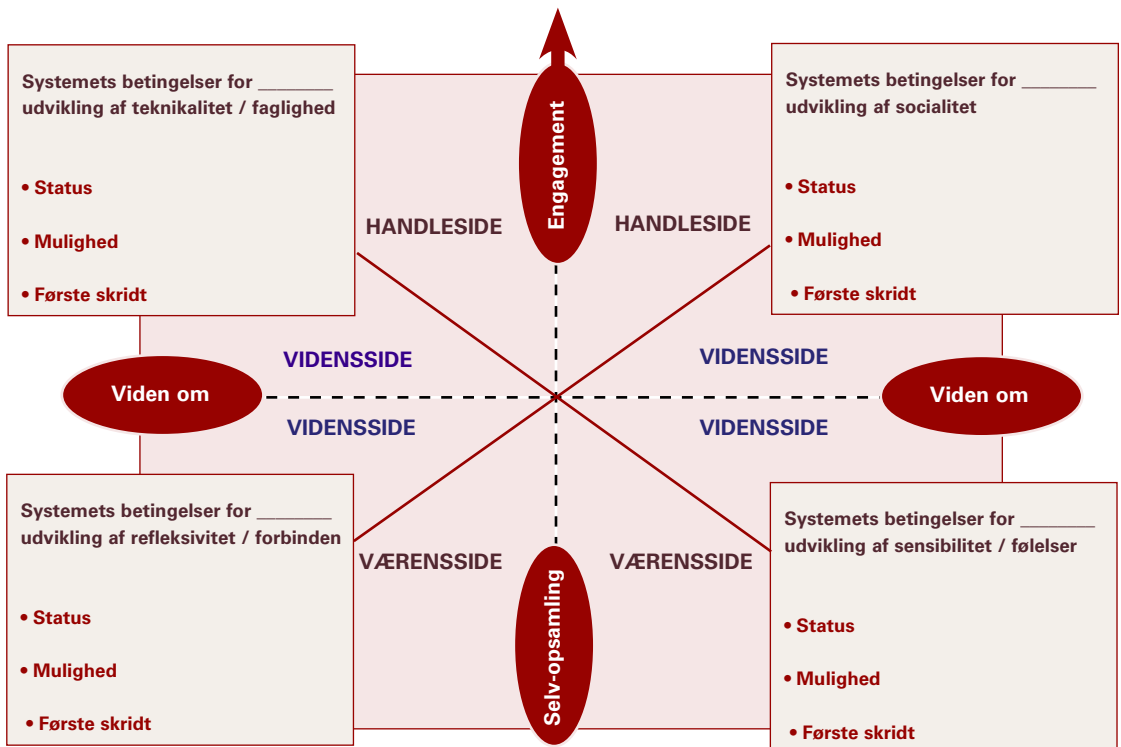 Systemets betingelser for ________
udvikling af teknikalitet / faglighed
• Status
• Mulighed
• Første skridt
Engagement
Systemets betingelser for ________
udvikling af socialitet
• Status
• Mulighed
• Første skridt
HANDLESIDE
HANDLESIDE
VIDENSSIDE
VIDENSSIDE
Viden om
Viden om
VIDENSSIDE
VIDENSSIDE
Systemets betingelser for ________
udvikling af refleksivitet / forbinden
• Status
• Mulighed
• Første skridt
VÆRENSSIDE
VÆRENSSIDE
Selv-opsamling
Systemets betingelser for ________
udvikling af sensibilitet / følelser
• Status
• Mulighed
• Første skridt